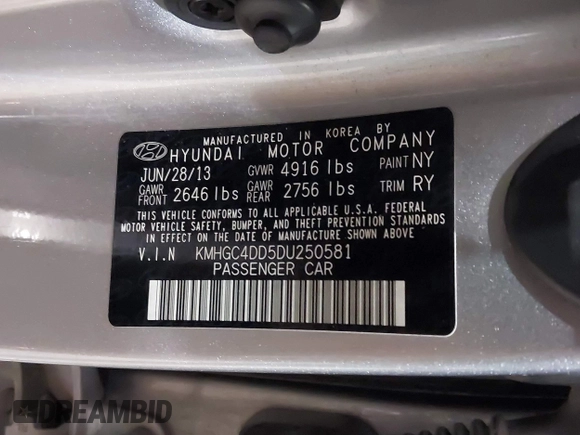 MANUFACTURED IN KOREA BY
HYUNDAI MOTOR COMPANY
JUN/28/13 GVWR 4916 lbs PAINT NY
GAWR FRONT 2646 lbs GAWR REAR 2756 lbs TRIM RY
THIS VEHICLE CONFORMS TO ALL APPLICABLE U.S.A. FEDERAL
MOTOR VEHICLE SAFETY, BUMPER, AND THEFT PREVENTION STANDARDS
IN EFFECT ON THE DATE OF MANUFACTURE SHOWN ABOVE
V.I.N KMHGC4DD5DU250581
PASSENGER CAR
DREAMBID